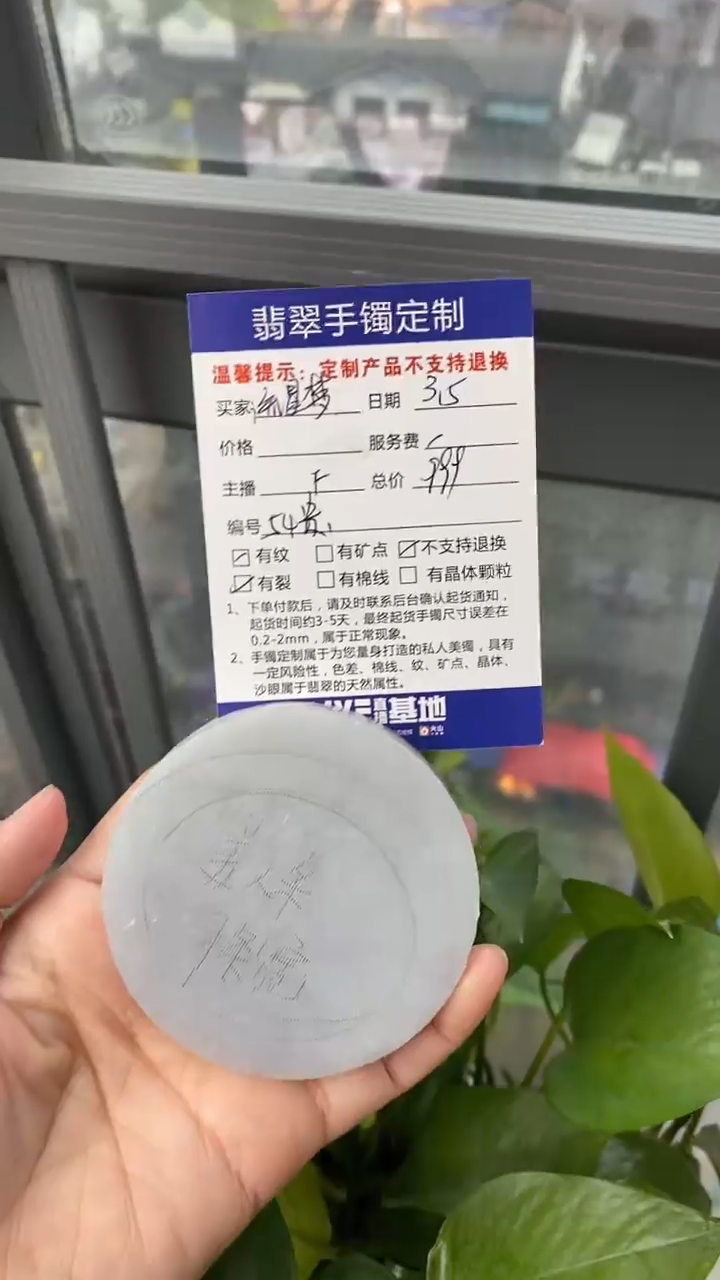 翡翠手镯定制
温馨提示：定制产品不支持退换
买家 日期 3.5
价格 服务费
主播 总价 999
编号 54贵
☑有纹 □有矿点 ☑不支持退换
☑有裂 □有棉线 □ 有晶体颗粒
1、下单付款后，请及时联系后台确认起货通知，
起货时间约3-5天，最终起货手镯尺寸误差在
0.2-2mm，属于正常现象。
2、手镯定制属于为您量身打造的私人美镯，具有
一定风险性，色差、棉线、纹、矿点、晶体、
沙眼属于翡翠的天然属性。
基地